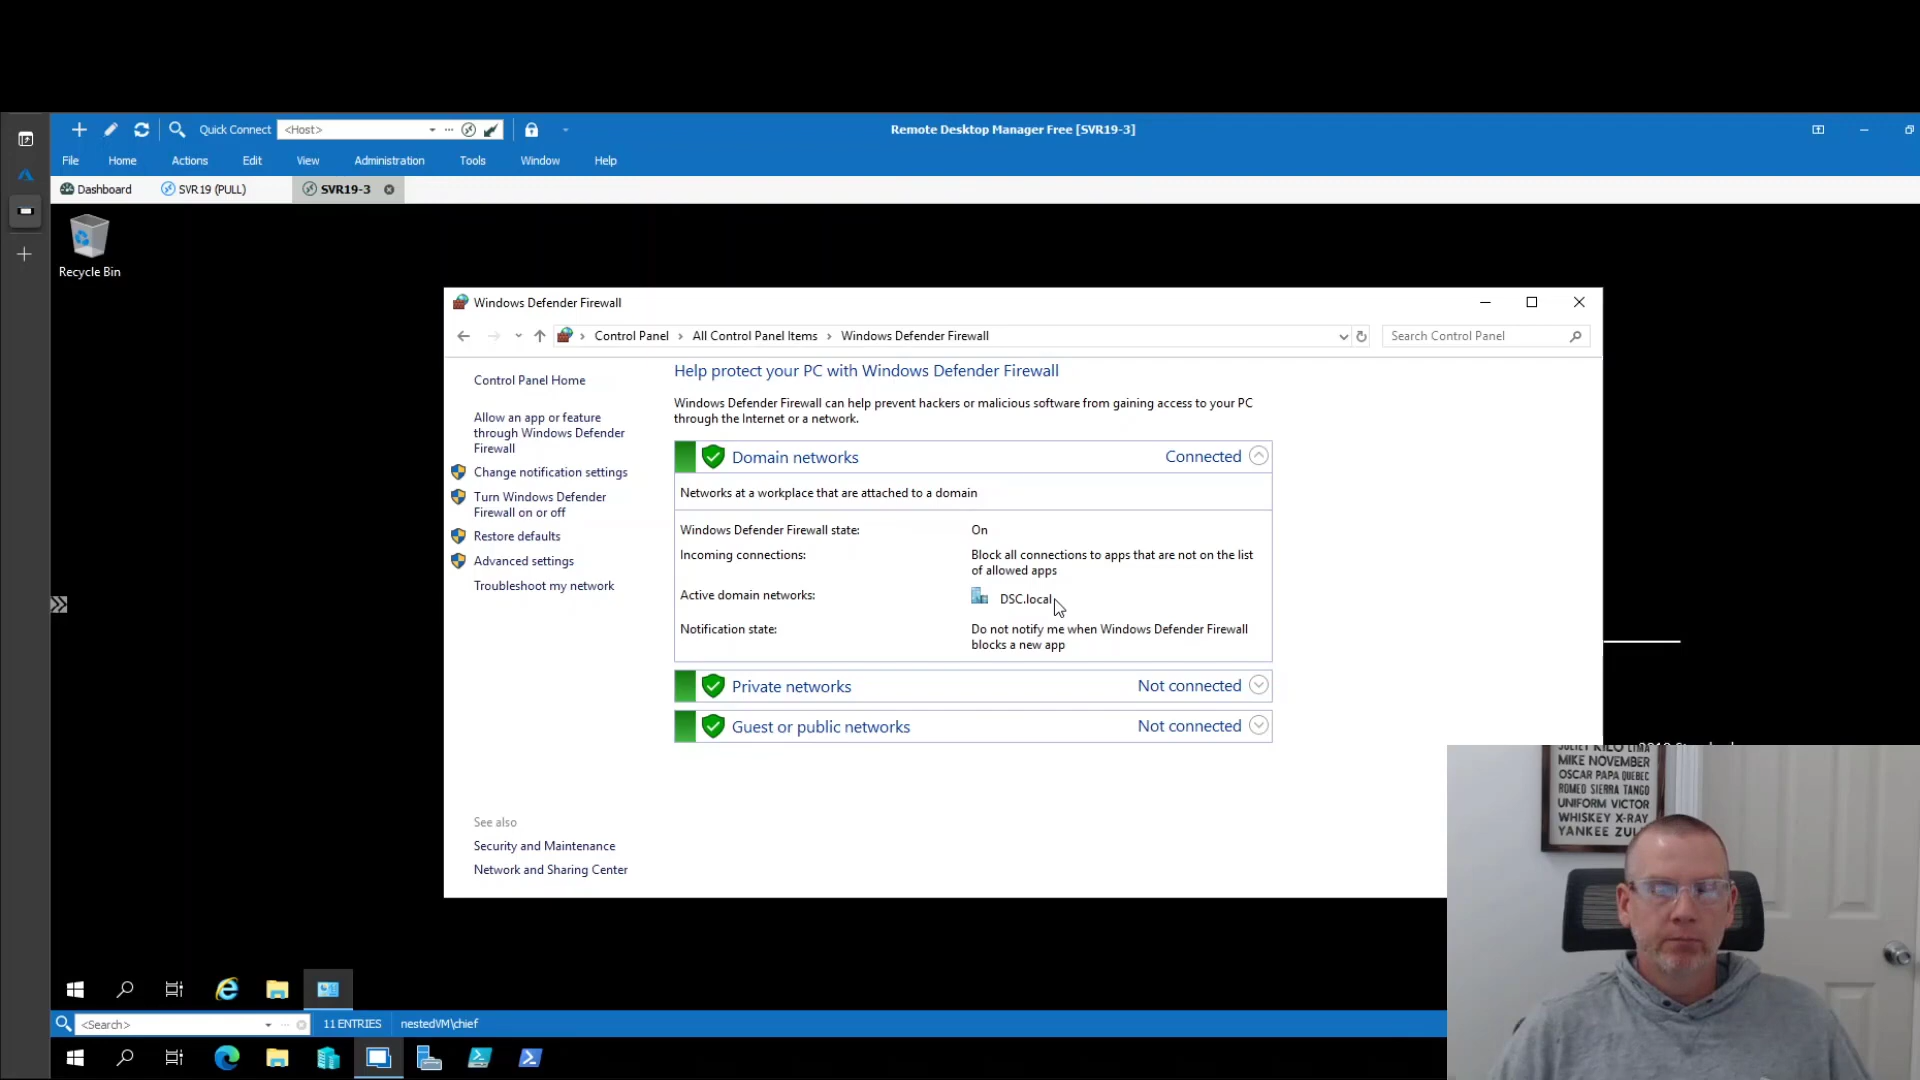 Quick Connect <Host>
Remote Desktop Manager Free [SVR19-3]
File Home Actions Edit View Administration Tools Window Help
Dashboard SVR19 (PULL) SVR19-3
Recycle Bin
Windows Defender Firewall
Control Panel > All Control Panel Items > Windows Defender Firewall
Search Control Panel
Control Panel Home
Allow an app or feature
through Windows Defender
Firewall
Change notification settings
Turn Windows Defender
Firewall on or off
Restore defaults
Advanced settings
Troubleshoot my network
See also
Security and Maintenance
Network and Sharing Center
Help protect your PC with Windows Defender Firewall
Windows Defender Firewall can help prevent hackers or malicious software from gaining access to your PC
through the Internet or a network.
Domain networks Connected
Networks at a workplace that are attached to a domain
Windows Defender Firewall state: On
Incoming connections: Block all connections to apps that are not on the list
of allowed apps
Active domain networks: DSC.local
Notification state: Do not notify me when Windows Defender Firewall
blocks a new app
Private networks Not connected
Guest or public networks Not connected
JULIET KILO LIMA
MIKE NOVEMBER
OSCAR PAPA QUEBEC
ROMEO SIERRA TANGO
UNIFORM VICTOR
WHISKEY X-RAY
YANKEE ZUL
<Search> 11 ENTRIES nestedVM\chief